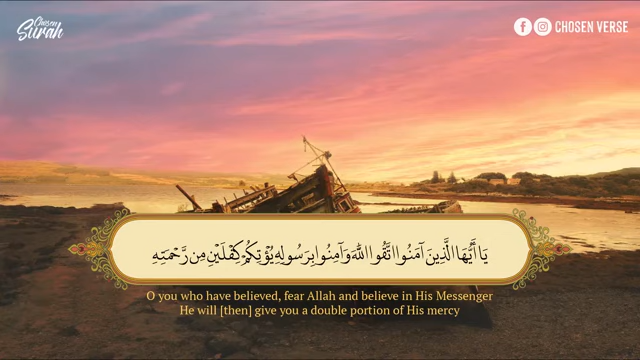 Chosen
Surah
CHOSEN VERSE
يَا أَيُّهَا الَّذِينَ آمَنُوا اتَّقُوا اللَّهَ وَآمِنُوا بِرَسُولِهِ يُؤْتِكُمْ كِفْلَيْنِ مِن رَّحْمَتِهِ
O you who have believed, fear Allah and believe in His Messenger
He will [then] give you a double portion of His mercy